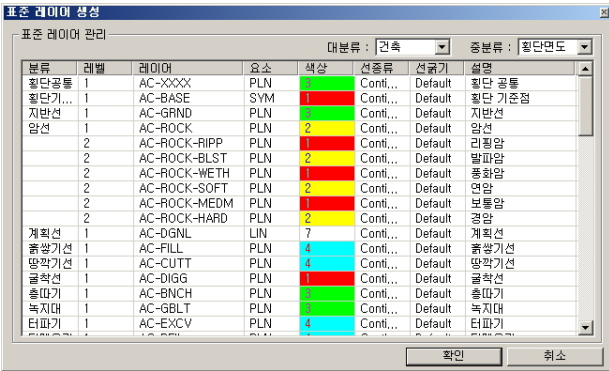 표준 레이어 생성
표준 레이어 관리
대분류 : 건축 중분류 : 횡단면도
분류 레벨 레이어 요소 색상 선종류 선굵기 설명
횡단공통 1 AC-XXXX PLN 3 Conti... Default 횡단 공통
횡단기... 1 AC-BASE SYM 1 Conti... Default 횡단 기준점
지반선 1 AC-GRND PLN 3 Conti... Default 지반선
암선 1 AC-ROCK PLN 2 Conti... Default 암선
2 AC-ROCK-RIPP PLN 1 Conti... Default 리핑암
2 AC-ROCK-BLST PLN 2 Conti... Default 발파암
2 AC-ROCK-WETH PLN 1 Conti... Default 풍화암
2 AC-ROCK-SOFT PLN 2 Conti... Default 연암
2 AC-ROCK-MEDM PLN 1 Conti... Default 보통암
2 AC-ROCK-HARD PLN 2 Conti... Default 경암
계획선 1 AC-DGNL LIN 7 Conti... Default 계획선
흙쌓기선 1 AC-FILL PLN 4 Conti... Default 흙쌓기선
땅깍기선 1 AC-CUTT PLN 4 Conti... Default 땅깍기선
굴착선 1 AC-DIGG PLN 1 Conti... Default 굴착선
층따기 1 AC-BNCH PLN 3 Conti... Default 층따기
녹지대 1 AC-GBLT PLN 3 Conti... Default 녹지대
터파기 1 AC-EXCV PLN 4 Conti... Default 터파기
확인 취소